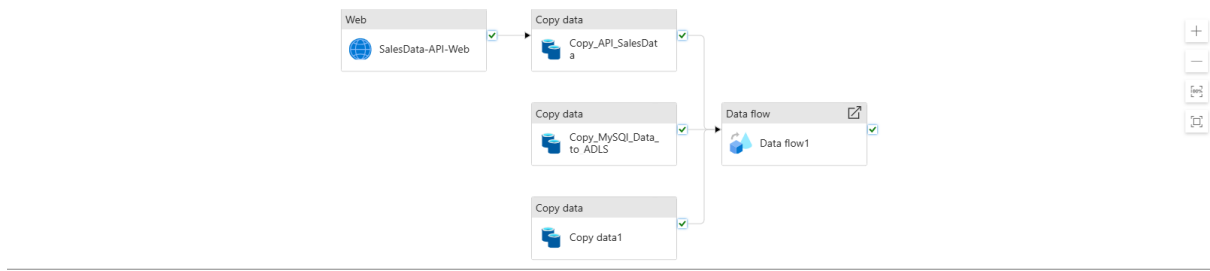 Web
SalesData-API-Web
Copy data
Copy_API_SalesDat
a
Copy data
Copy_MySQl_Data_
to ADLS
Data flow
Data flow1
Copy data
Copy data1